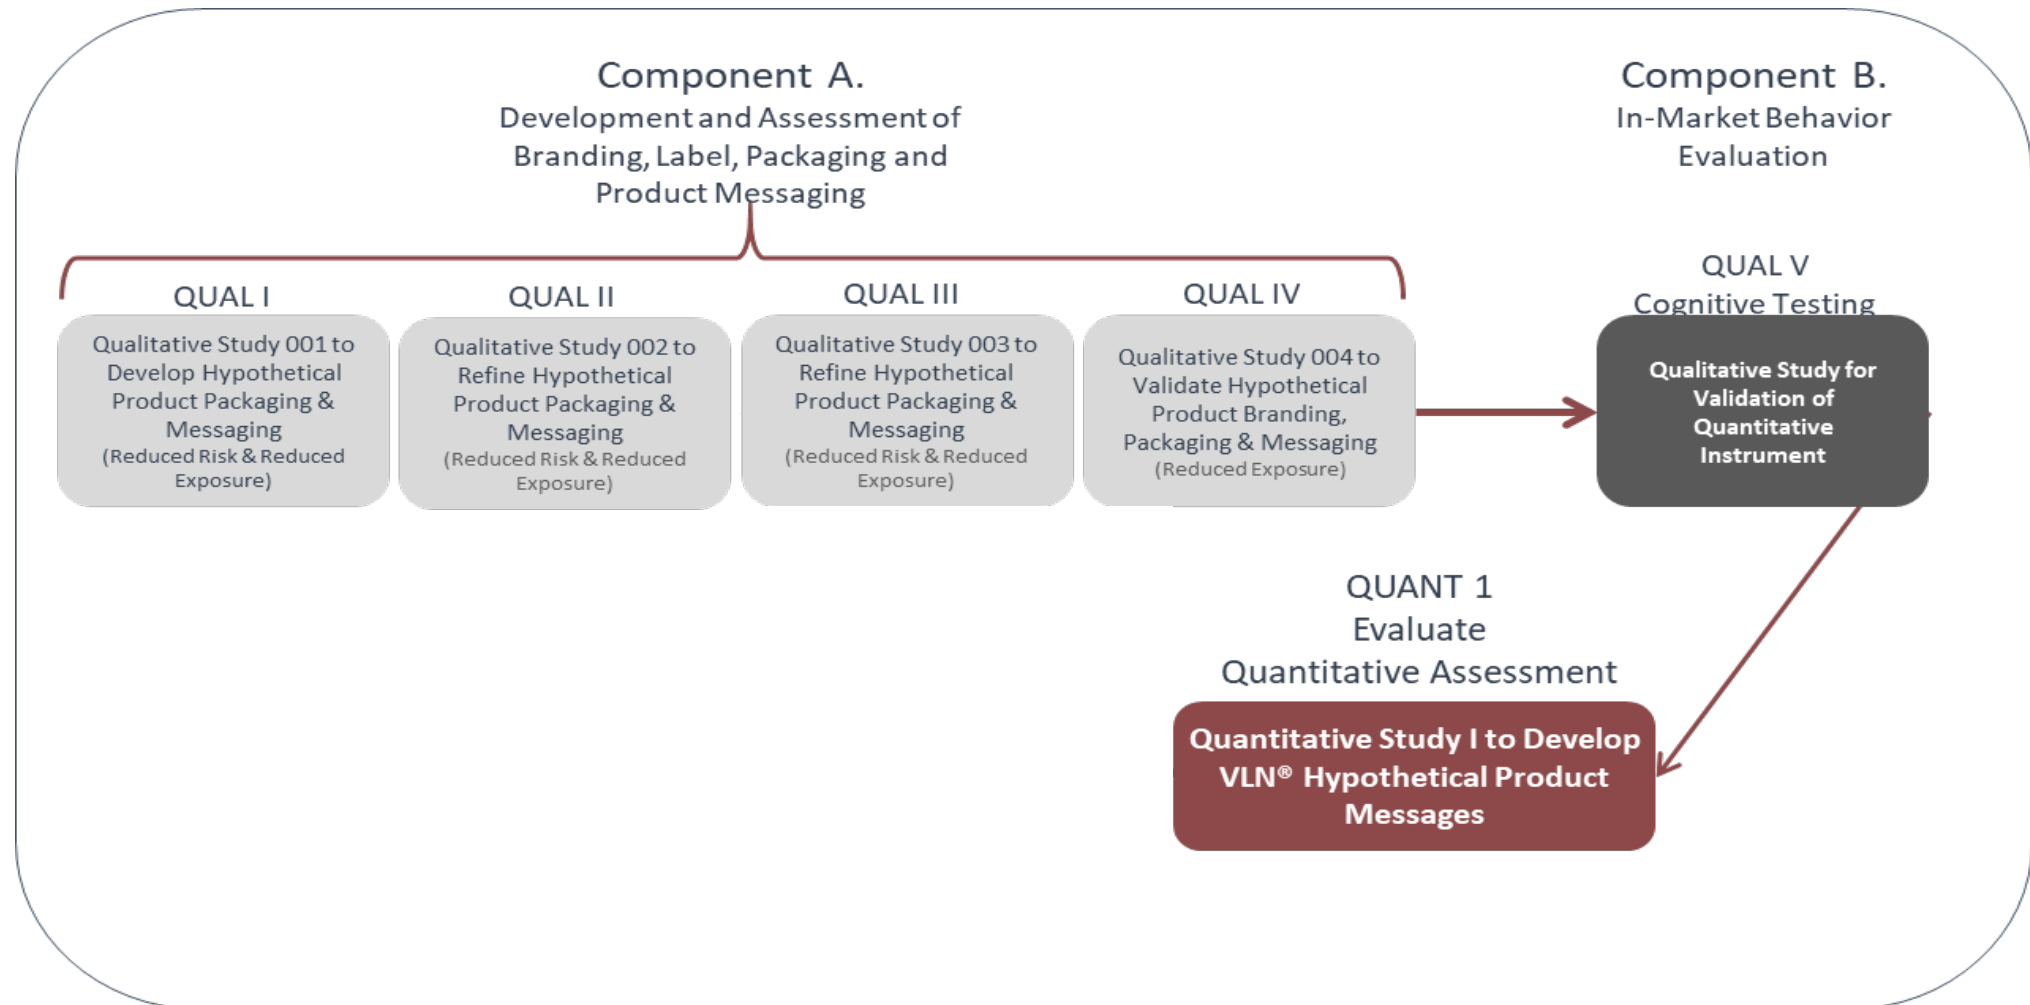 Component A.
Development and Assessment of
Branding, Label, Packaging and
Product Messaging
Component B.
In-Market Behavior
Evaluation
QUAL I
Qualitative Study 001 to
Develop Hypothetical
Product Packaging &
Messaging
(Reduced Risk & Reduced
Exposure)
QUAL II
Qualitative Study 002 to
Refine Hypothetical
Product Packaging &
Messaging
(Reduced Risk & Reduced
Exposure)
QUAL III
Qualitative Study 003 to
Refine Hypothetical
Product Packaging &
Messaging
(Reduced Risk & Reduced
Exposure)
QUAL IV
Qualitative Study 004 to
Validate Hypothetical
Product Branding,
Packaging & Messaging
(Reduced Exposure)
QUAL V
Cognitive Testing
Qualitative Study for
Validation of
Quantitative
Instrument
QUANT 1
Evaluate
Quantitative Assessment
Quantitative Study I to Develop
VLN® Hypothetical Product
Messages